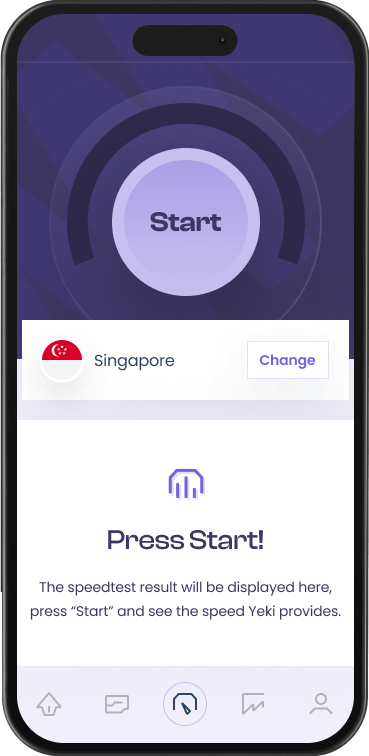 Start
Singapore
Change
Press Start!
The speedtest result will be displayed here,
press “Start” and see the speed Yeki provides.